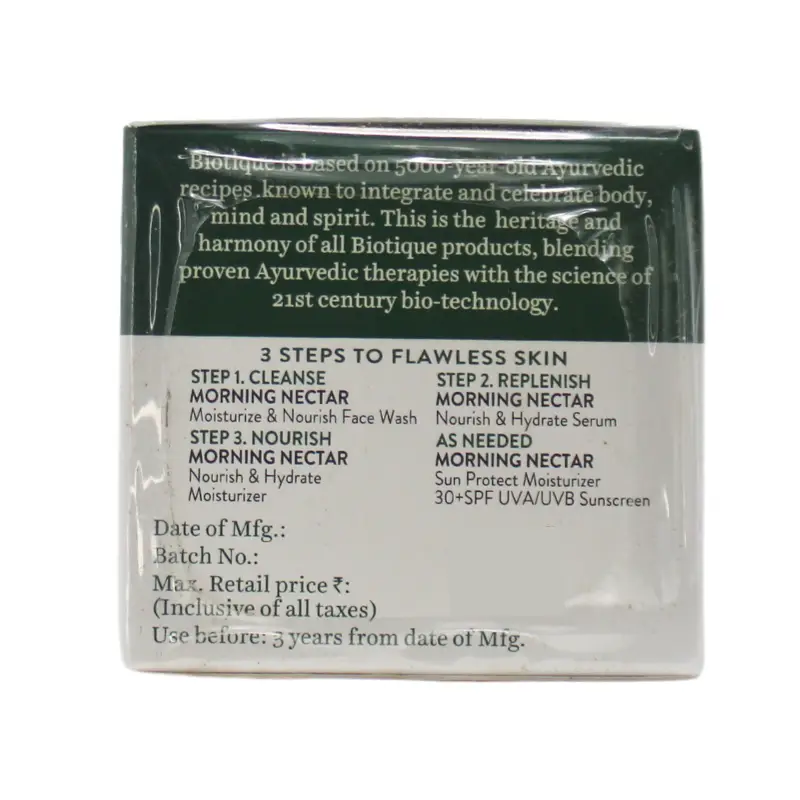 Biotique is based on 5000-year-old Ayurvedic
recipes known to integrate and celebrate body,
mind and spirit. This is the heritage and
harmony of all Biotique products, blending
proven Ayurvedic therapies with the science of
21st century bio-technology.
3 STEPS TO FLAWLESS SKIN
STEP 1. CLEANSE
MORNING NECTAR
Moisturize & Nourish Face Wash
STEP 2. REPLENISH
MORNING NECTAR
Nourish & Hydrate Serum
STEP 3. NOURISH
MORNING NECTAR
Nourish & Hydrate
Moisturizer
AS NEEDED
MORNING NECTAR
Sun Protect Moisturizer
30+SPF UVA/UVB Sunscreen
Date of Mfg.:
Batch No.:
Max. Retail price ₹:
(Inclusive of all taxes)
Use before: 3 years from date of Mfg.